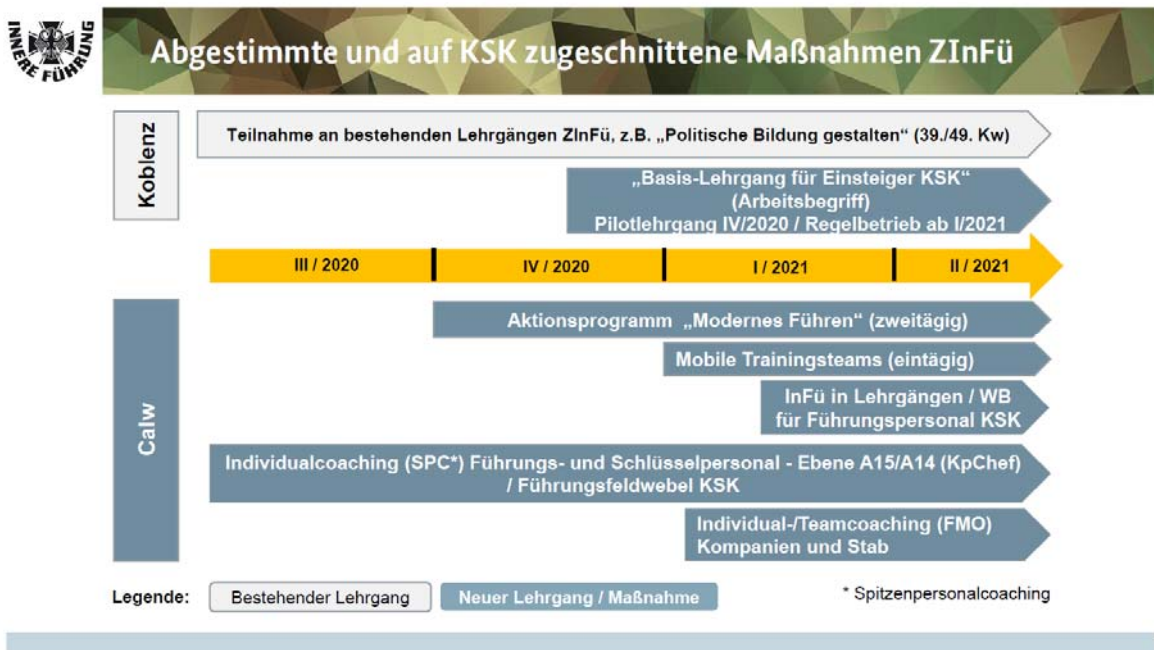 INNERE FÜHRUNG
Abgestimmte und auf KSK zugeschnittene Maßnahmen ZInFü
Koblenz
Teilnahme an bestehenden Lehrgängen ZInFü, z.B. „Politische Bildung gestalten“ (39./49. Kw)
„Basis-Lehrgang für Einsteiger KSK“
(Arbeitsbegriff)
Pilotlehrgang IV/2020 / Regelbetrieb ab I/2021
III / 2020 IV / 2020 I / 2021 II / 2021
Calw
Aktionsprogramm „Modernes Führen“ (zweitägig)
Mobile Trainingsteams (eintägig)
InFü in Lehrgängen / WB
für Führungspersonal KSK
Individualcoaching (SPC*) Führungs- und Schlüsselpersonal - Ebene A15/A14 (KpChef)
/ Führungsfeldwebel KSK
Individual-/Teamcoaching (FMO)
Kompanien und Stab
Legende: Bestehender Lehrgang Neuer Lehrgang / Maßnahme * Spitzenpersonalcoaching